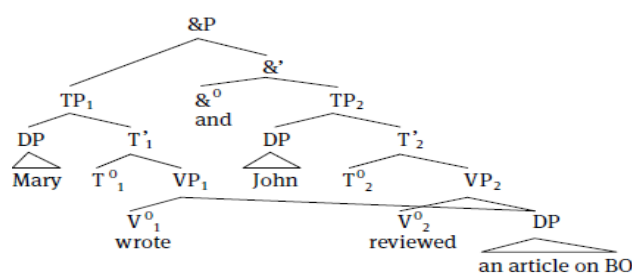 &P
&’
TP₁ &⁰ TP₂
and
DP T’₁ DP T’₂
Mary T⁰₁ VP₁ John T⁰₂ VP₂
V⁰₁ V⁰₂ DP
wrote reviewed
an article on BO